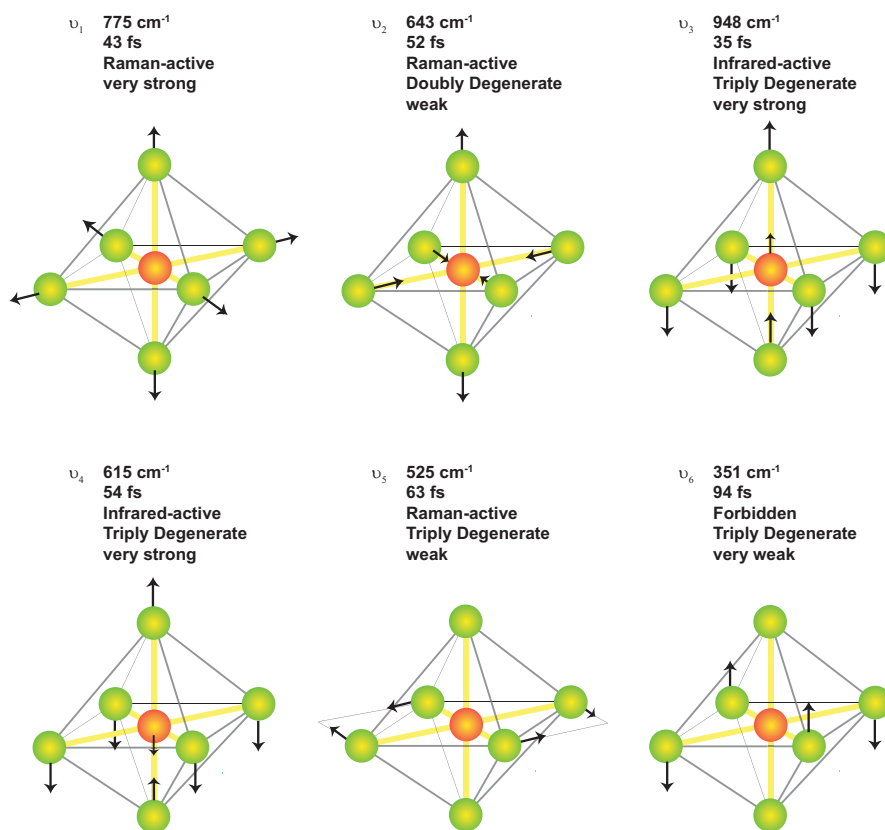 υ1 775 cm-1
43 fs
Raman-active
very strong
υ2 643 cm-1
52 fs
Raman-active
Doubly Degenerate
weak
υ3 948 cm-1
35 fs
Infrared-active
Triply Degenerate
very strong
υ4 615 cm-1
54 fs
Infrared-active
Triply Degenerate
very strong
υ5 525 cm-1
63 fs
Raman-active
Triply Degenerate
weak
υ6 351 cm-1
94 fs
Forbidden
Triply Degenerate
very weak